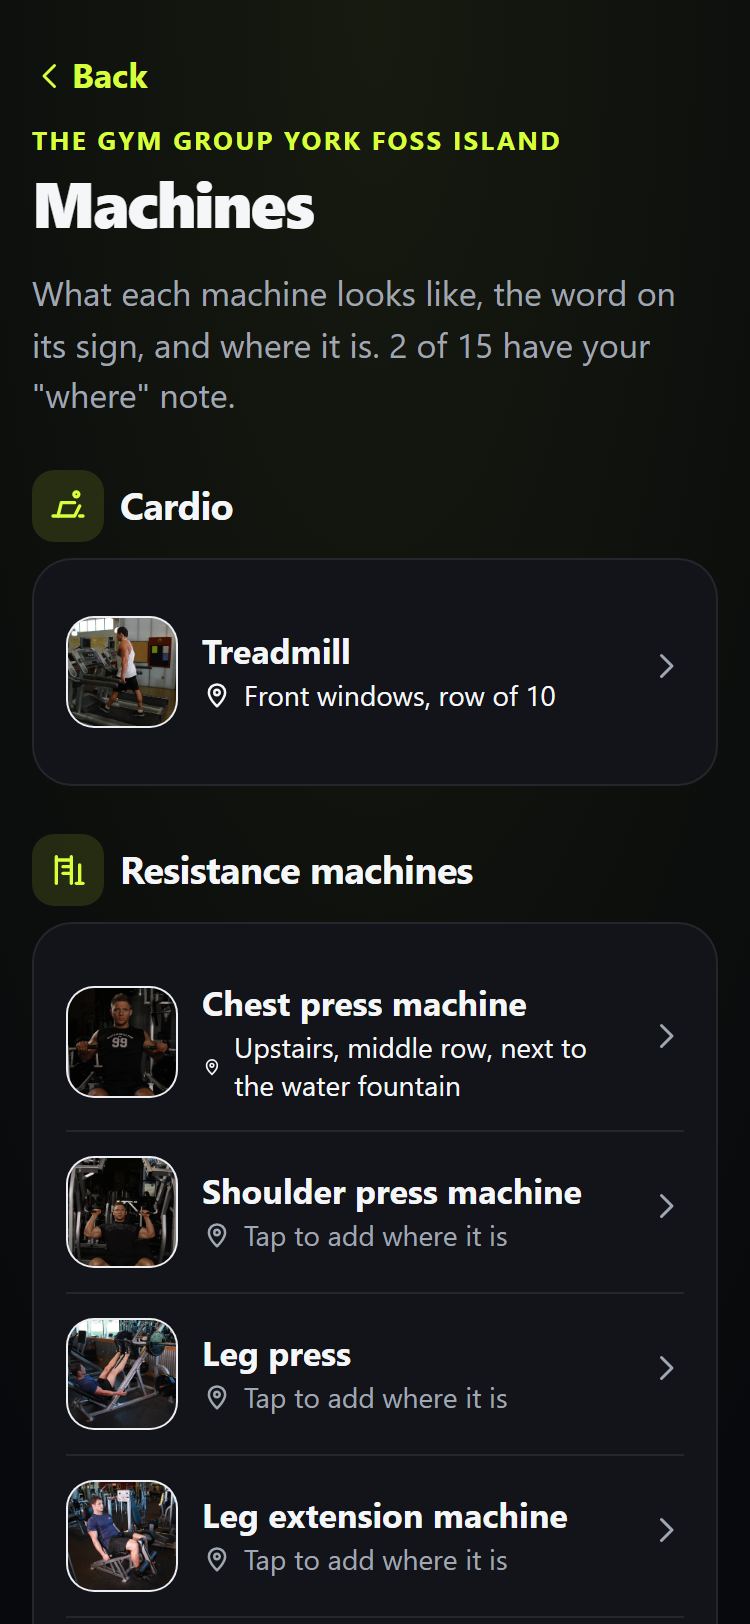 Back
THE GYM GROUP YORK FOSS ISLAND
Machines
What each machine looks like, the word on
its sign, and where it is. 2 of 15 have your
"where" note.
Cardio
Treadmill
Front windows, row of 10
Resistance machines
Chest press machine
Upstairs, middle row, next to
the water fountain
99
Shoulder press machine
Tap to add where it is
Leg press
Tap to add where it is
Leg extension machine
Tap to add where it is